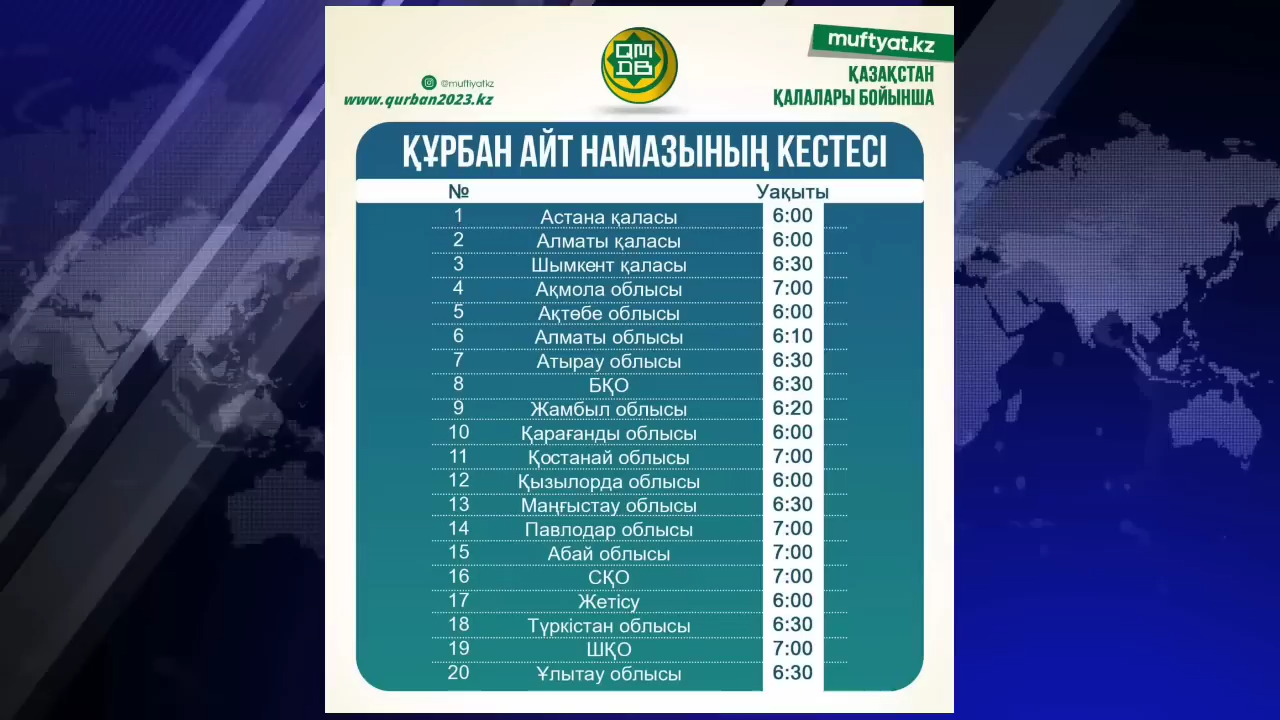 QMDB
muftyat.kz
ҚАЗАҚСТАН
ҚАЛАЛАРЫ БОЙЫНША
@muftiyatkz
www.qurban2023.kz
ҚҰРБАН АЙТ НАМАЗЫНЫҢ КЕСТЕСІ
№ Уақыты
1 Астана қаласы 6:00
2 Алматы қаласы 6:00
3 Шымкент қаласы 6:30
4 Ақмола облысы 7:00
5 Ақтөбе облысы 6:00
6 Алматы облысы 6:10
7 Атырау облысы 6:30
8 БҚО 6:30
9 Жамбыл облысы 6:20
10 Қарағанды облысы 6:00
11 Қостанай облысы 7:00
12 Қызылорда облысы 6:00
13 Маңғыстау облысы 6:30
14 Павлодар облысы 7:00
15 Абай облысы 7:00
16 СҚО 7:00
17 Жетісу 6:00
18 Түркістан облысы 6:30
19 ШҚО 7:00
20 Ұлытау облысы 6:30